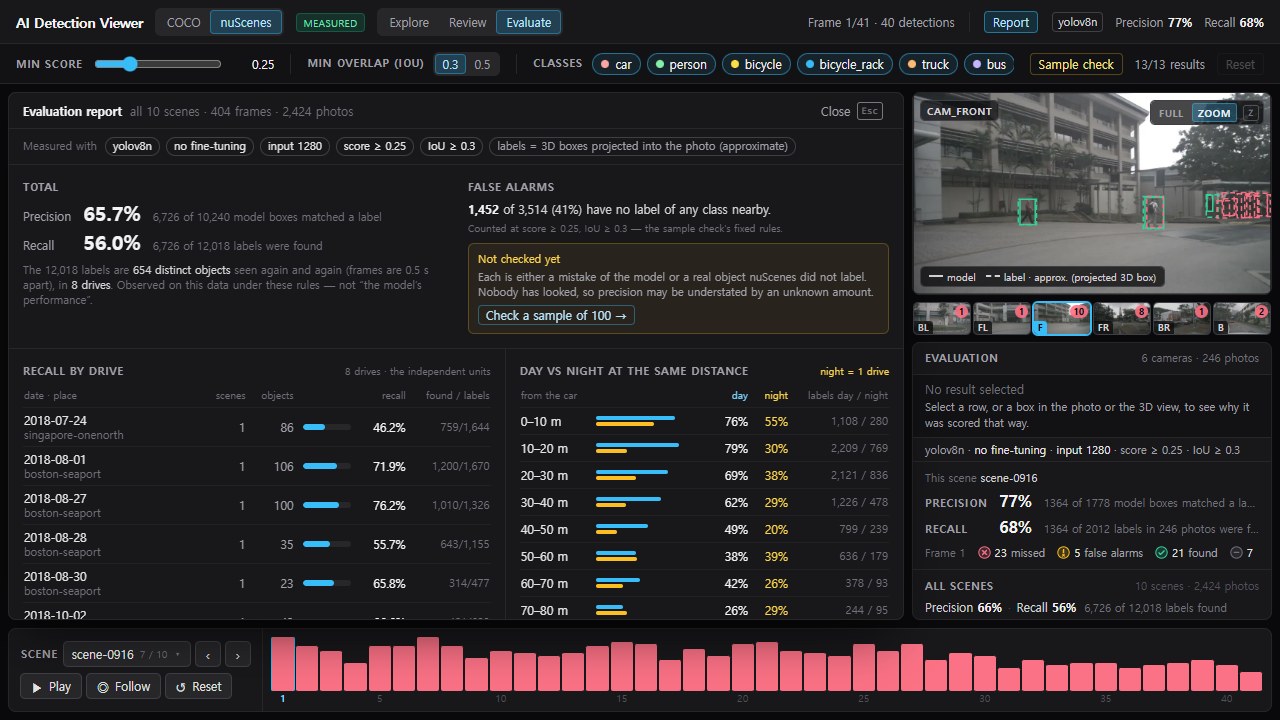 AI Detection Viewer COCO nuScenes MEASURED Explore Review Evaluate Frame 1/41 · 40 detections Report yolov8n Precision 77% Recall 68%
MIN SCORE 0.25 MIN OVERLAP (IOU) 0.3 0.5 CLASSES car person bicycle bicycle_rack truck bus Sample check 13/13 results Reset
Evaluation report all 10 scenes · 404 frames · 2,424 photos Close Esc
Measured with yolov8n no fine-tuning input 1280 score ≥ 0.25 IoU ≥ 0.3 labels = 3D boxes projected into the photo (approximate)
TOTAL
Precision 65.7% 6,726 of 10,240 model boxes matched a label
Recall 56.0% 6,726 of 12,018 labels were found
The 12,018 labels are 654 distinct objects seen again and again (frames are 0.5 s
apart), in 8 drives. Observed on this data under these rules — not "the model's
performance".
FALSE ALARMS
1,452 of 3,514 (41%) have no label of any class nearby.
Counted at score ≥ 0.25, IoU ≥ 0.3 — the sample check's fixed rules.
Not checked yet
Each is either a mistake of the model or a real object nuScenes did not label.
Nobody has looked, so precision may be understated by an unknown amount.
Check a sample of 100 →
RECALL BY DRIVE 8 drives · the independent units
date · place scenes objects recall found / labels
2018-07-24
singapore-onenorth 1 86 46.2% 759/1,644
2018-08-01
boston-seaport 1 106 71.9% 1,200/1,670
2018-08-27
boston-seaport 1 100 76.2% 1,010/1,326
2018-08-28
boston-seaport 1 35 55.7% 643/1,155
2018-08-30
boston-seaport 1 23 65.8% 314/477
2018-10-02
DAY VS NIGHT AT THE SAME DISTANCE night = 1 drive
from the car day night labels day / night
0–10 m 76% 55% 1,108 / 280
10–20 m 79% 30% 2,209 / 769
20–30 m 69% 38% 2,121 / 836
30–40 m 62% 29% 1,226 / 478
40–50 m 49% 20% 799 / 239
50–60 m 38% 39% 636 / 179
60–70 m 42% 26% 378 / 93
70–80 m 26% 29% 244 / 95
CAM_FRONT FULL ZOOM Z
model label · approx. (projected 3D box)
BL 1 FL 1 F 10 FR 8 BR 1 B 2
EVALUATION 6 cameras · 246 photos
No result selected
Select a row, or a box in the photo or the 3D view, to see why it
was scored that way.
yolov8n · no fine-tuning · input 1280 · score ≥ 0.25 · IoU ≥ 0.3
This scene scene-0916
PRECISION 77% 1364 of 1778 model boxes matched a la…
RECALL 68% 1364 of 2012 labels in 246 photos were f…
Frame 1 23 missed 5 false alarms 21 found 7
ALL SCENES 10 scenes · 2,424 photos
Precision 66% · Recall 56% 6,726 of 12,018 labels found
SCENE scene-0916 7 / 10 ‹ ›
Play Follow Reset
1 5 10 15 20 25 30 35 40